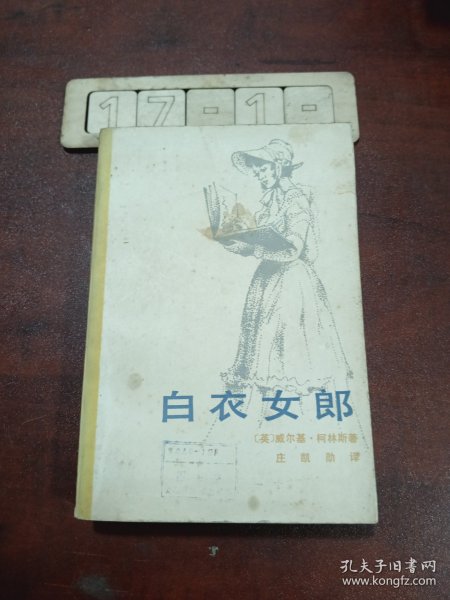 17-1-
白衣女郎
〔英〕威尔基·柯林斯著
庄凯勋译
孔夫子旧书网
www.kongfz.com